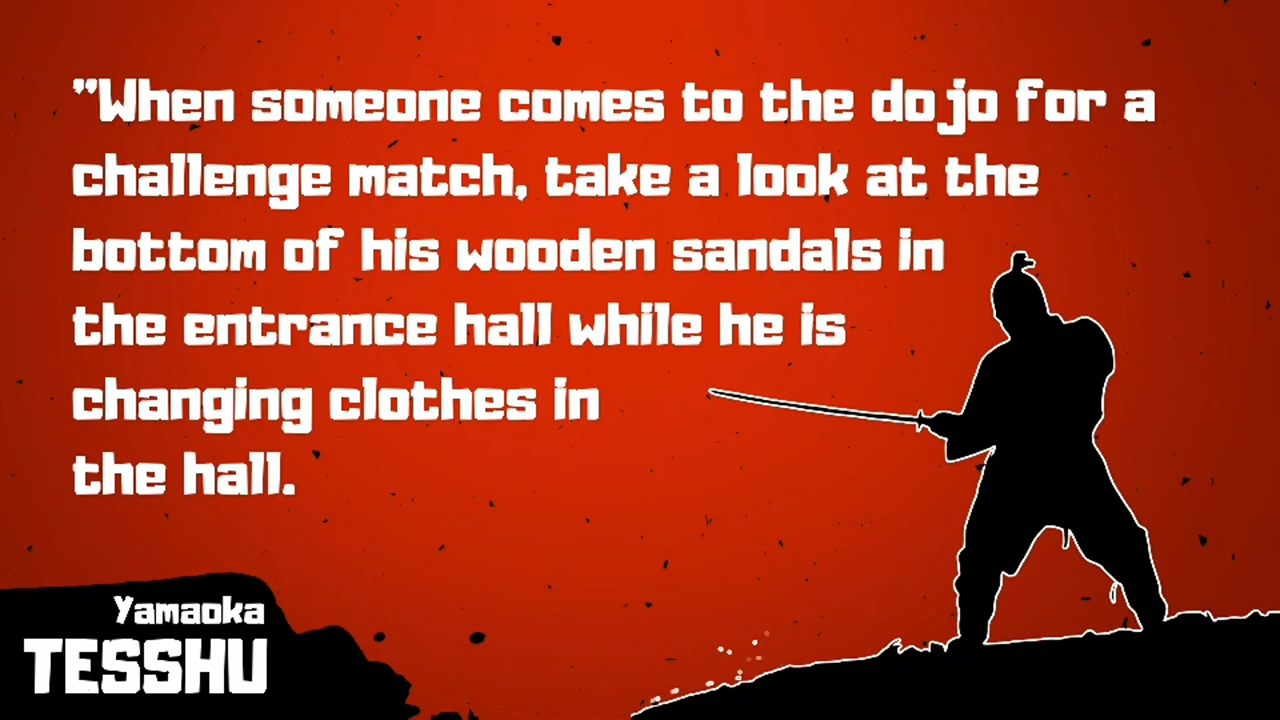 "When someone comes to the dojo for a
challenge match, take a look at the
bottom of his wooden sandals in
the entrance hall while he is
changing clothes in
the hall.
Yamaoka
TESSHU